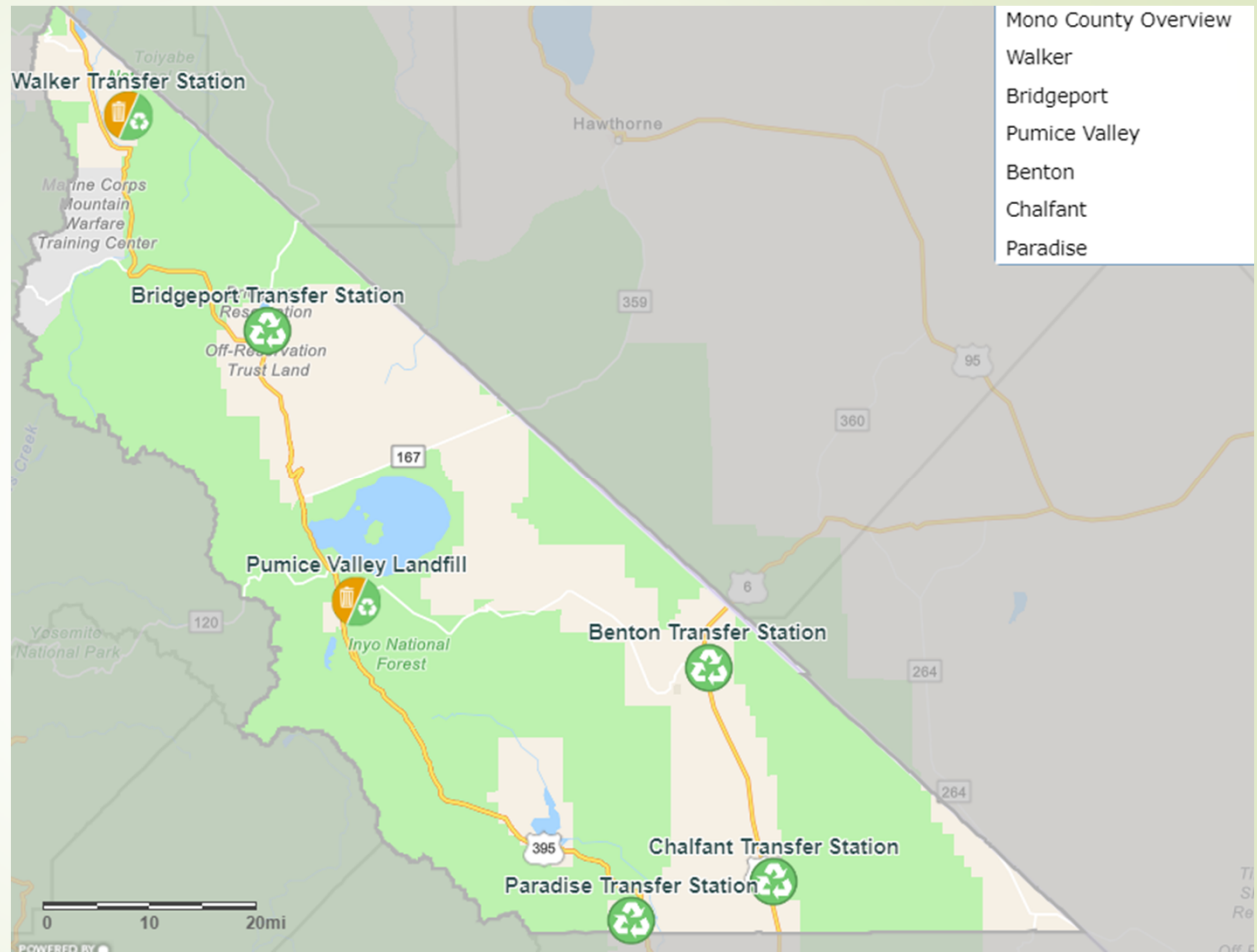 Mono County Overview
Walker
Bridgeport
Pumice Valley
Benton
Chalfant
Paradise
Toiyabe
Walker Transfer Station
Hawthorne
Marine Corps
Mountain
Warfare
Training Center
Bridgeport Transfer Station
Off-Reservation
Trust Land
359
95
360
167
Pumice Valley Landfill
6
120
Yosemite
National Park
Inyo National
Forest
Benton Transfer Station
264
264
395
Chalfant Transfer Station
Paradise Transfer Station
0 10 20mi
POWERED BY